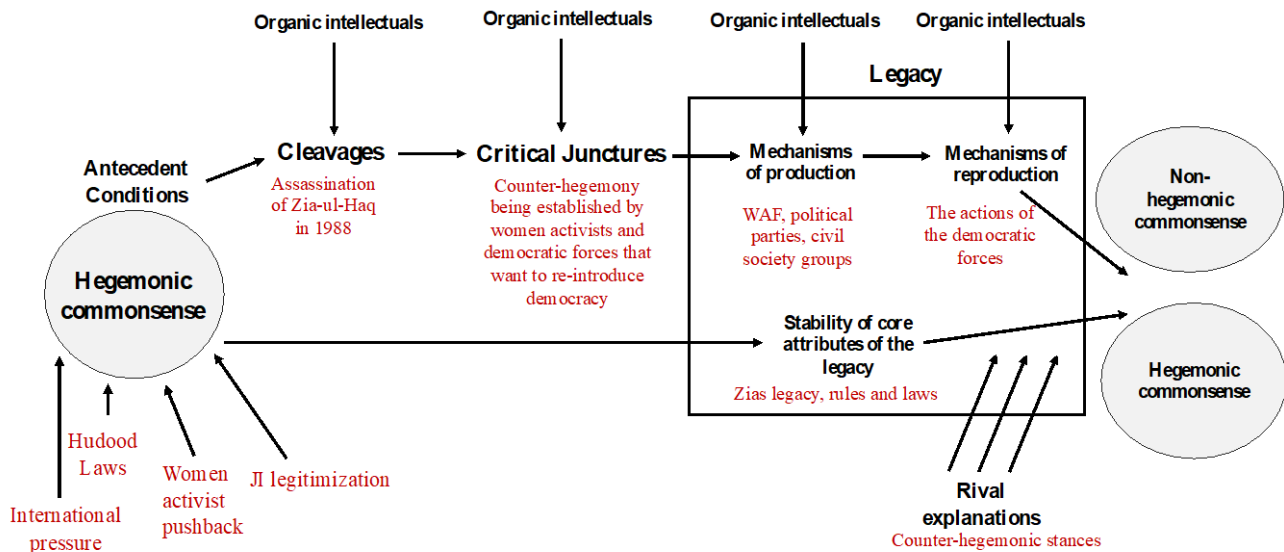 Organic intellectuals
Organic intellectuals
Organic intellectuals
Organic intellectuals
Legacy
Antecedent
Conditions
Cleavages
Assassination
of Zia-ul-Haq
in 1988
Critical Junctures
Counter-hegemony
being established by
women activists and
democratic forces that
want to re-introduce
democracy
Mechanisms
of production
WAF, political
parties, civil
society groups
Mechanisms of
reproduction
The actions of
the democratic
forces
Non-
hegemonic
commonsense
Hegemonic
commonsense
Stability of core
attributes of the
legacy
Zias legacy, rules and laws
Hegemonic
commonsense
International
pressure
Hudood
Laws
Women
activist
pushback
JI legitimization
Rival
explanations
Counter-hegemonic stances